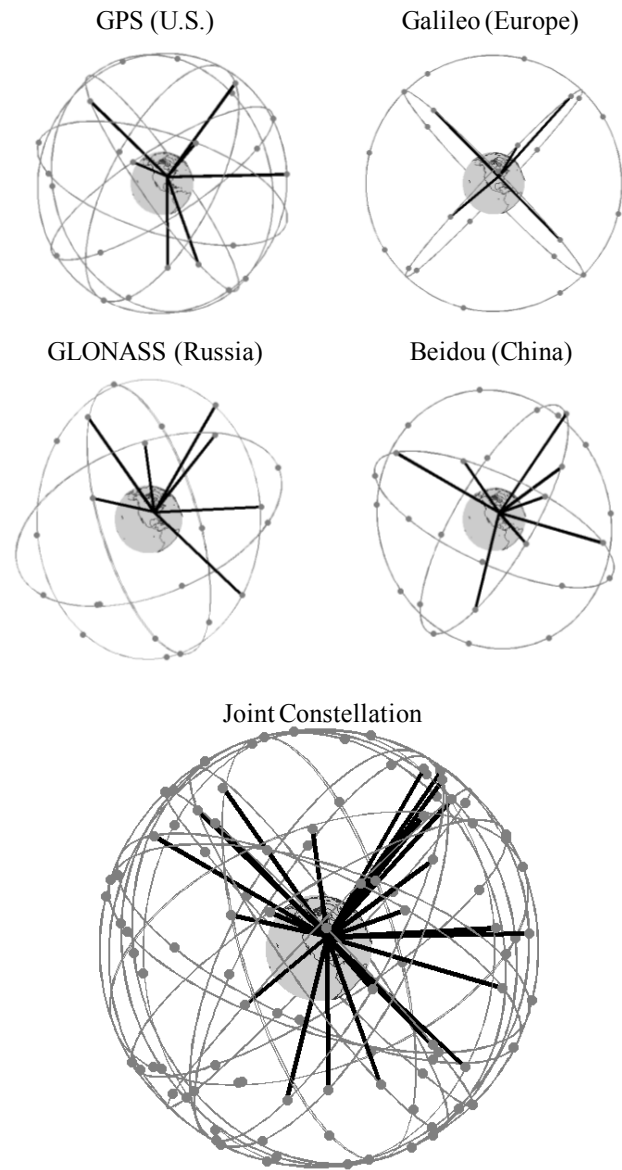 GPS (U.S.)
Galileo (Europe)
GLONASS (Russia)
Beidou (China)
Joint Constellation